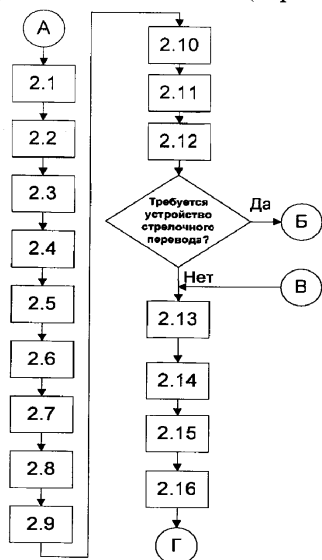 А
2.1
2.2
2.3
2.4
2.5
2.6
2.7
2.8
2.9
2.10
2.11
2.12
Требуется
устройство
стрелочного
перевода?
Да
Б
Нет
В
2.13
2.14
2.15
2.16
Г